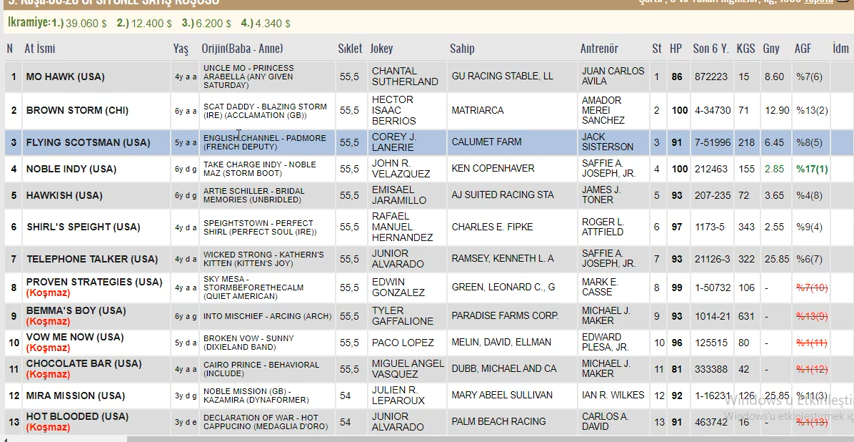 İkramiye:1.) 39.060 $ 2.) 12.400 $ 3.) 6.200 $ 4.) 4.340 $
N At İsmi Yaş Orijin(Baba - Anne) Sıklet Jokey Sahip Antrenör St HP Son 6 Y. KGS Gny AGF İdm
1 MO HAWK (USA) 4y a a UNCLE MO - PRINCESS ARABELLA (ANY GIVEN SATURDAY) 55,5 CHANTAL SUTHERLAND GU RACING STABLE, LL JUAN CARLOS AVILA 1 86 872223 15 8.60 %7(6)
2 BROWN STORM (CHI) 6y a a SCAT DADDY - BLAZING STORM (IRE) (ACCLAMATION (GB)) 55,5 HECTOR ISAAC BERRIOS MATRIARCA AMADOR MEREI SANCHEZ 2 100 4-34730 71 12.90 %13(2)
3 FLYING SCOTSMAN (USA) 5y a a ENGLISH CHANNEL - PADMORE (FRENCH DEPUTY) 55,5 COREY J. LANERIE CALUMET FARM JACK SISTERSON 3 91 7-51996 218 6.45 %8(5)
4 NOBLE INDY (USA) 6y d g TAKE CHARGE INDY - NOBLE MAZ (STORM BOOT) 55,5 JOHN R. VELAZQUEZ KEN COPENHAVER SAFFIE A. JOSEPH, JR. 4 100 212463 155 2.85 %17(1)
5 HAWKISH (USA) 6y d g ARTIE SCHILLER - BRIDAL MEMORIES (UNBRIDLED) 55,5 EMISAEL JARAMILLO AJ SUITED RACING STA JAMES J. TONER 5 93 207-235 72 3.65 %4(8)
6 SHIRL'S SPEIGHT (USA) 4y d a SPEIGHTSTOWN - PERFECT SHIRL (PERFECT SOUL (IRE)) 55,5 RAFAEL MANUEL HERNANDEZ CHARLES E. FIPKE ROGER L. ATTFIELD 6 97 1173-5 343 2.55 %9(4)
7 TELEPHONE TALKER (USA) 4y d a WICKED STRONG - KATHERN'S KITTEN (KITTEN'S JOY) 55,5 JUNIOR ALVARADO RAMSEY, KENNETH L. A SAFFIE A. JOSEPH, JR. 7 93 21126-3 322 25.85 %6(7)
8 PROVEN STRATEGIES (USA) (Koşmaz) 4y a a SKY MESA - STORMBEFORETHECALM (QUIET AMERICAN) 55,5 EDWIN GONZALEZ GREEN, LEONARD C., G MARK E. CASSE 8 99 1-50732 106 - %7(10)
9 BEMMA'S BOY (USA) (Koşmaz) 4y a g INTO MISCHIEF - ARCING (ARCH) 55,5 TYLER GAFFALIONE PARADISE FARMS CORP. MICHAEL J. MAKER 9 93 1014-21 631 - %13(9)
10 VOW ME NOW (USA) (Koşmaz) 5y d a BROKEN VOW - SUNNY (DIXIELAND BAND) 55,5 PACO LOPEZ MELIN, DAVID, ELLMAN EDWARD PLESA, JR. 10 96 125515 80 - %1(11)
11 CHOCOLATE BAR (USA) (Koşmaz) 4y a a CAIRO PRINCE - BEHAVIORAL (INCLUDE) 55,5 MIGUEL ANGEL VASQUEZ DUBB, MICHAEL AND CA MICHAEL J. MAKER 11 81 333388 42 - %1(12)
12 MIRA MISSION (USA) 3y d g NOBLE MISSION (GB) - KAZAMIRA (DYNAFORMER) 54 JULIEN R. LEPAROUX MARY ABEEL SULLIVAN IAN R. WILKES 12 92 1-16231 126 25.85 %11(3)
13 HOT BLOODED (USA) (Koşmaz) 3y d e DECLARATION OF WAR - HOT CAPPUCINO (MEDAGLIA D'ORO) 54 JUNIOR ALVARADO PALM BEACH RACING CARLOS A. DAVID 13 91 463742 16 - %1(13)
Windows'u Etkinleşti
Windows'u etkinleştirmek iç